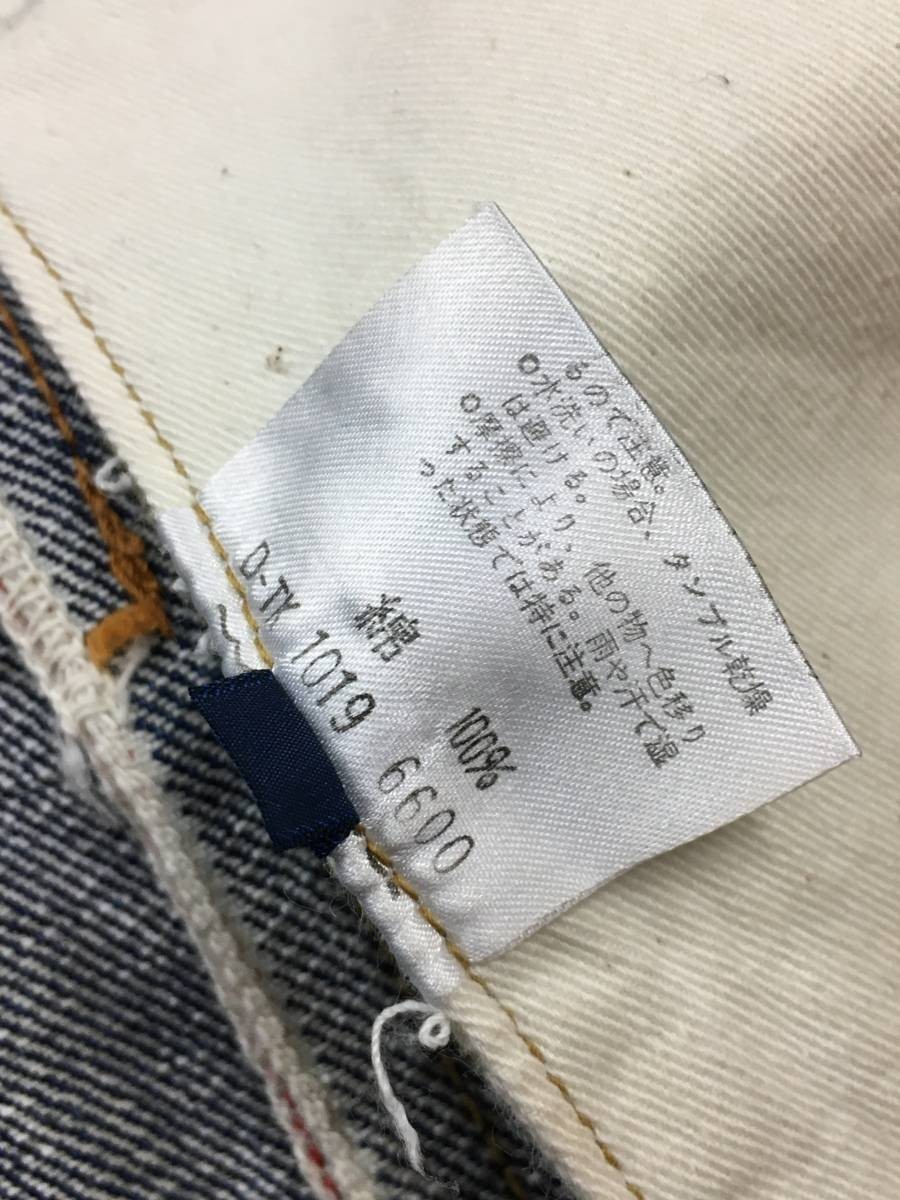 るので注意。
○水洗いの場合、タンブル乾燥
は避ける。
○摩擦により、他の物へ色移り
することがある。雨や汗で湿
った状態では特に注意。
綿 100%
D-TK 1019 6600